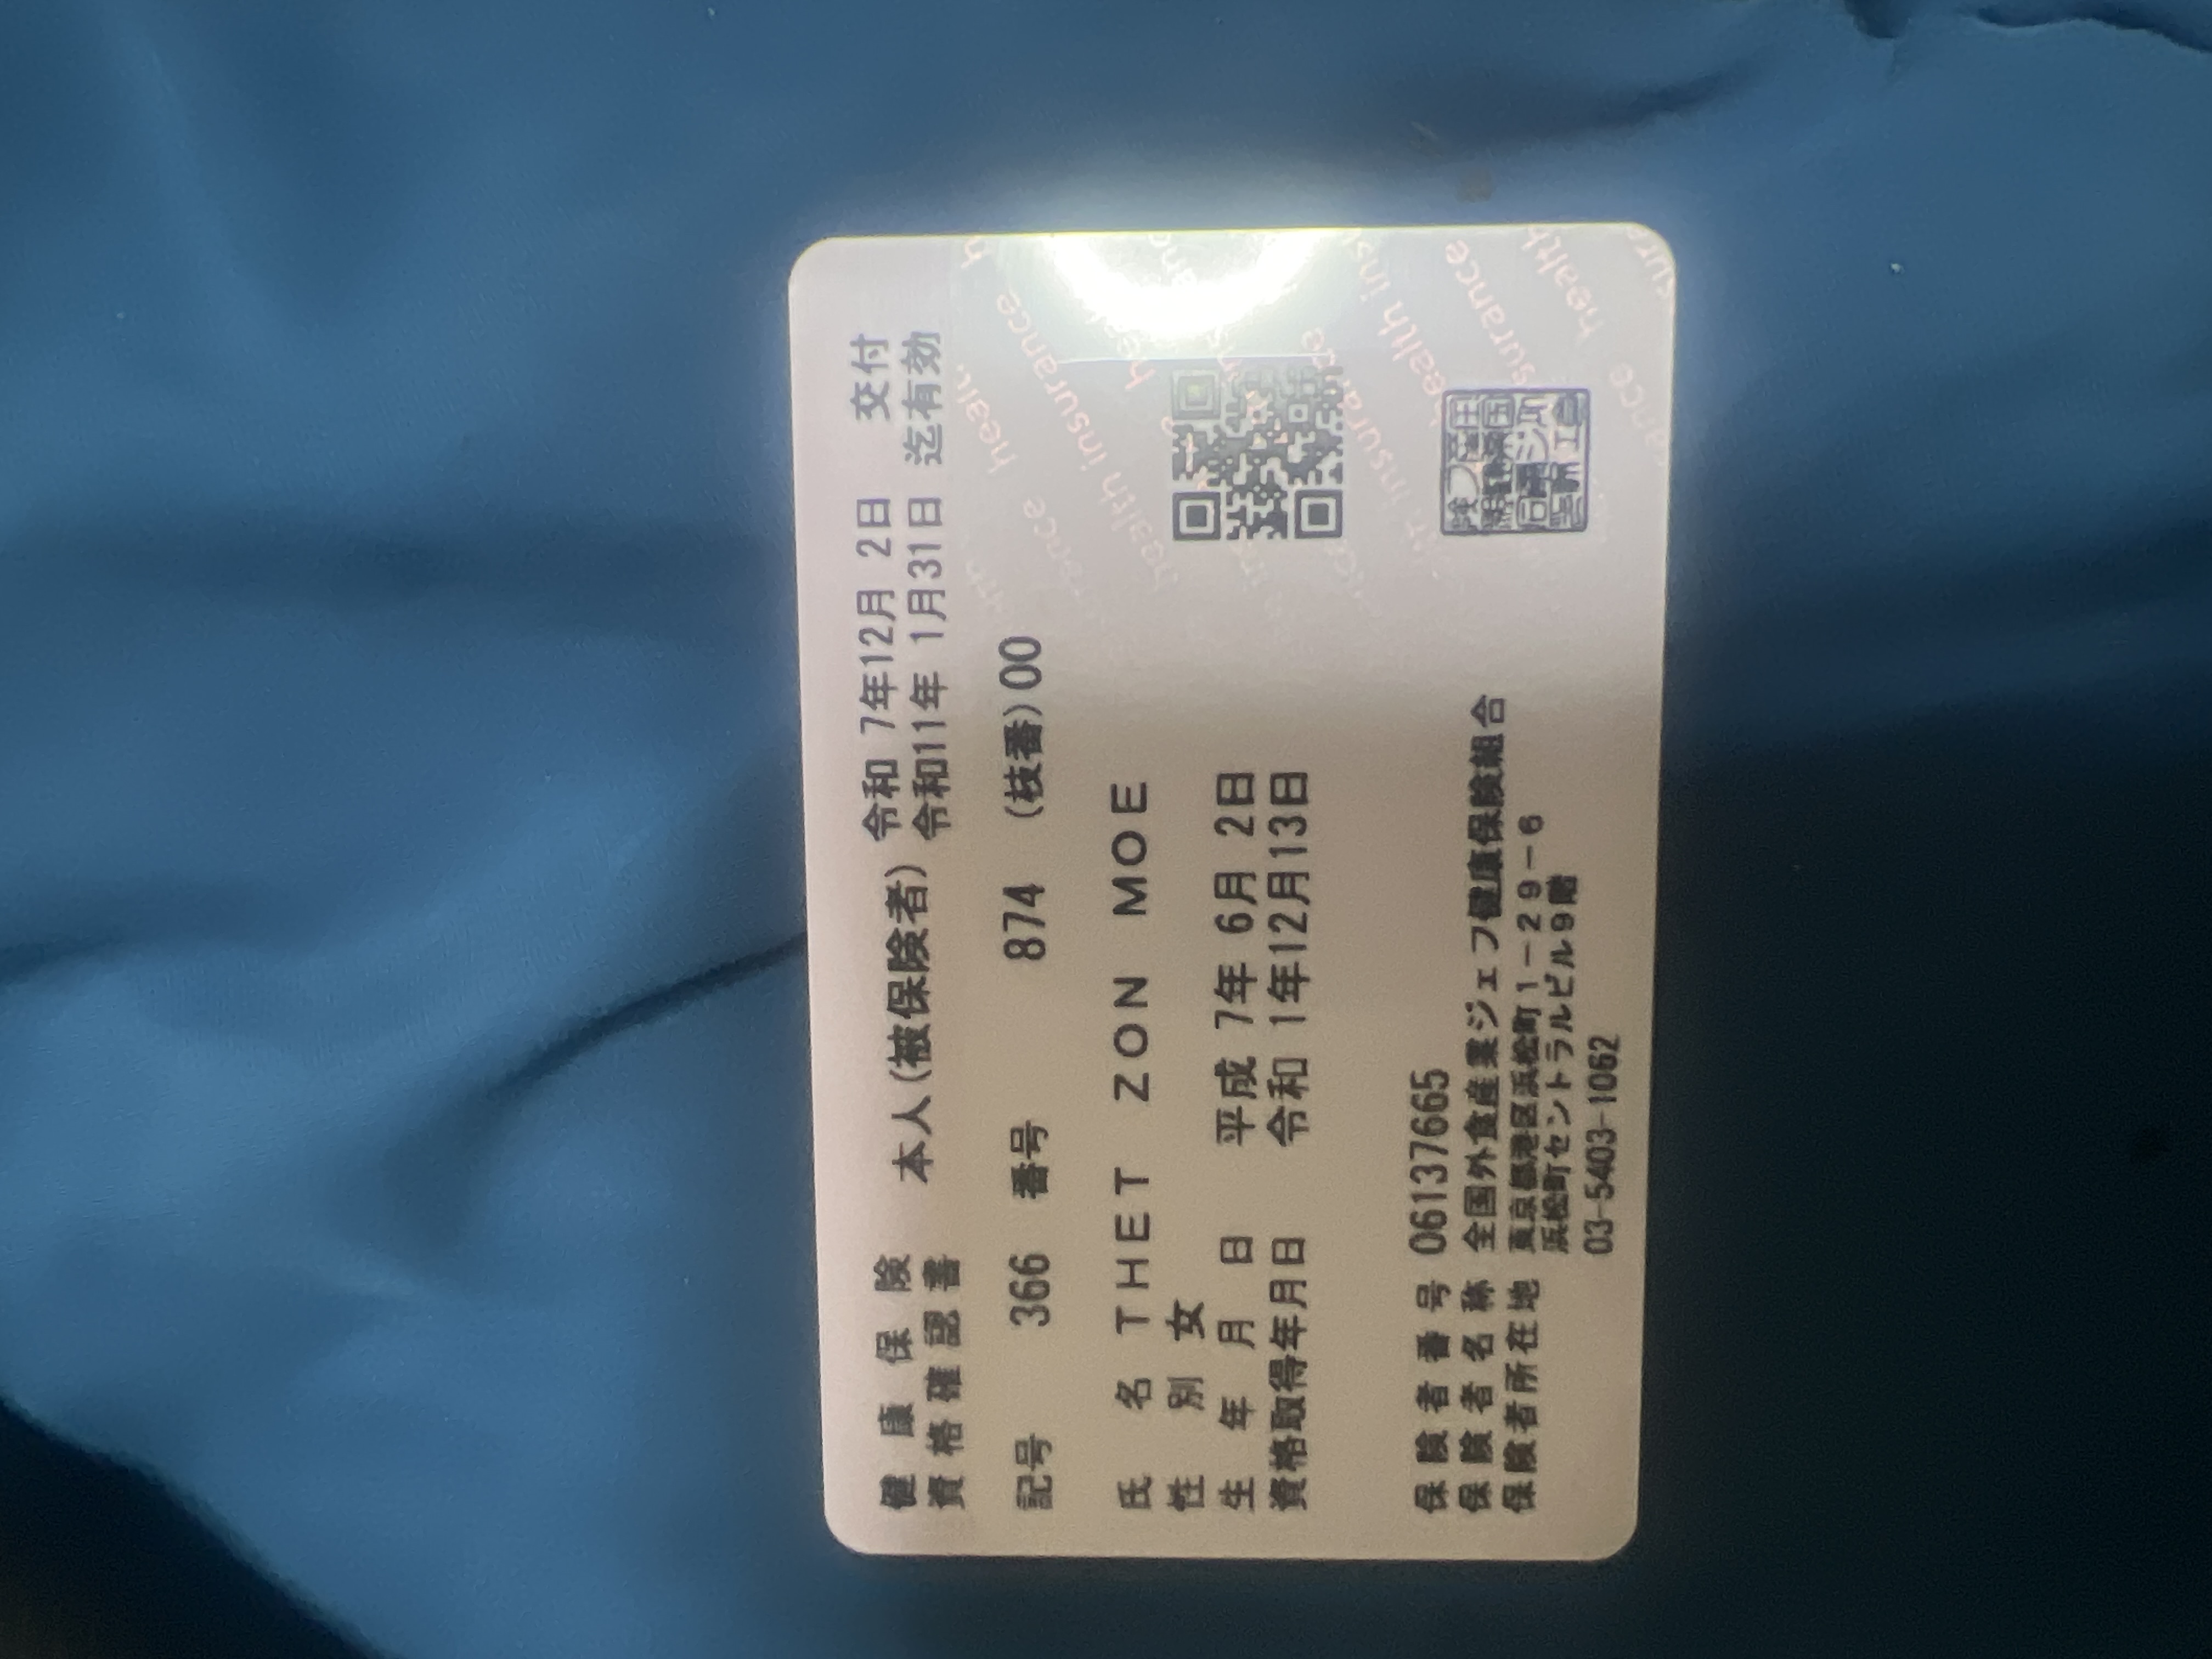 健康保険 本人(被保険者) 令和 7年12月 2日 交付
資格確認書 令和11年 1月31日 迄有効
記号 366 番号 874 (枝番)00
氏名 THET ZON MOE
性別 女
生年月日 平成 7年 6月 2日
資格取得年月日 令和 1年12月13日
保険者番号 06137665
保険者名称 全国外食産業ジェフ健康保険組合
保険者所在地 東京都港区浜松町1-29-6
浜松町セントラルビル9階
03-5403-1062